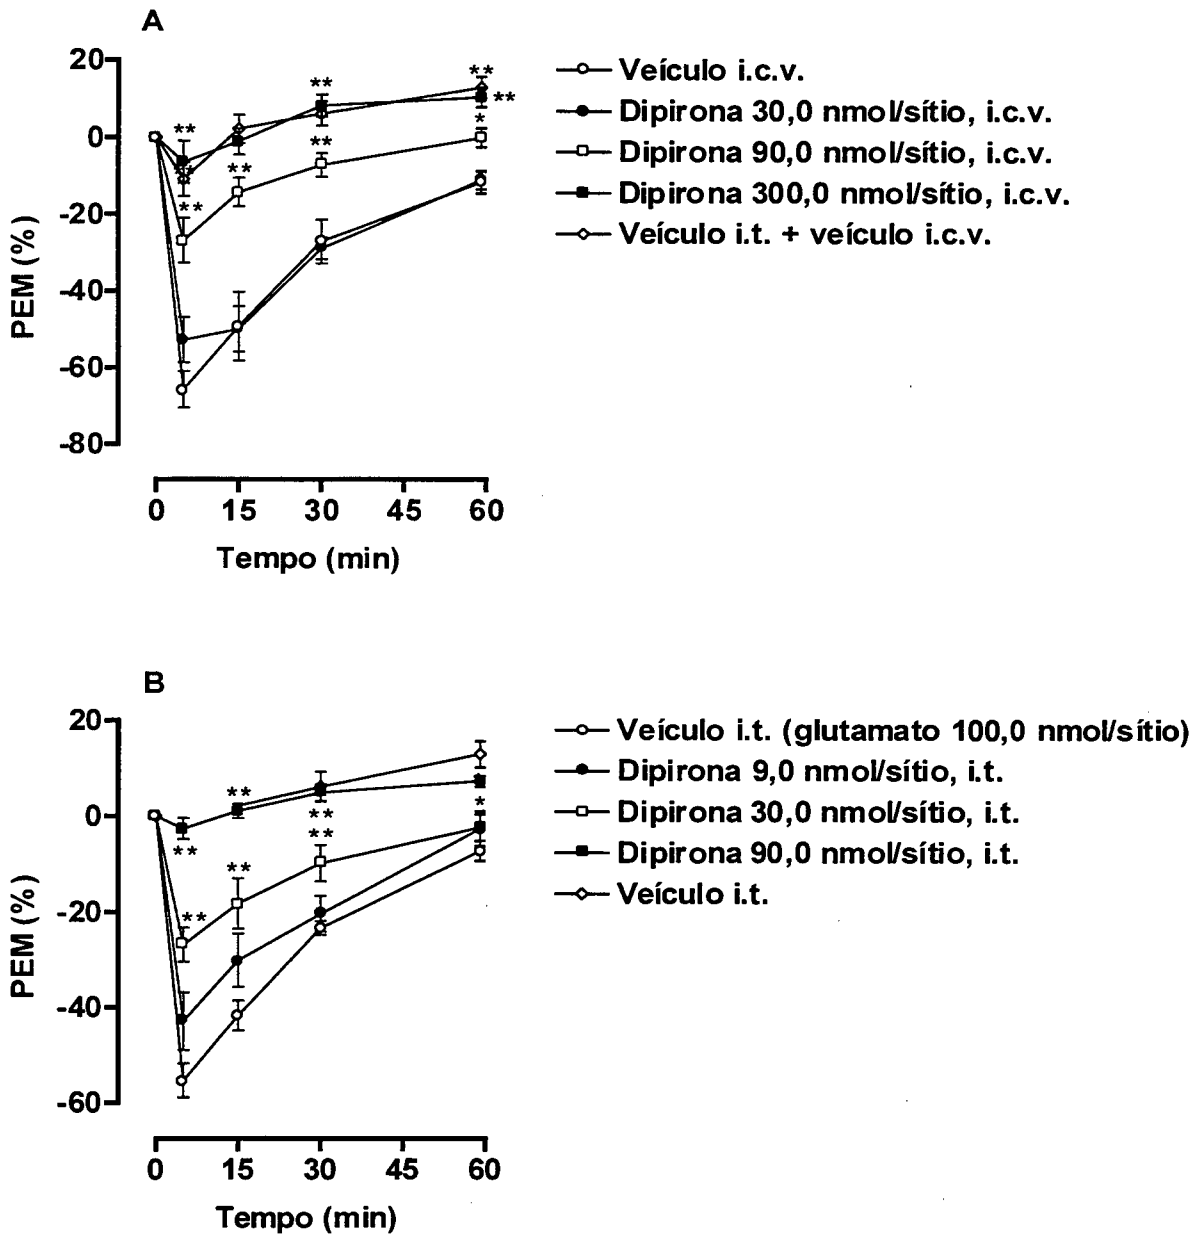 A
20
0
-20
-40
-60
-80
PEM (%)
** ** ** ** ** ** ** * **
0 15 30 45 60
Tempo (min)
Veículo i.c.v.
Dipirona 30,0 nmol/sítio, i.c.v.
Dipirona 90,0 nmol/sítio, i.c.v.
Dipirona 300,0 nmol/sítio, i.c.v.
Veículo i.t. + veículo i.c.v.
B
20
0
-20
-40
-60
PEM (%)
** ** ** ** ** ** *
0 15 30 45 60
Tempo (min)
Veículo i.t. (glutamato 100,0 nmol/sítio)
Dipirona 9,0 nmol/sítio, i.t.
Dipirona 30,0 nmol/sítio, i.t.
Dipirona 90,0 nmol/sítio, i.t.
Veículo i.t.